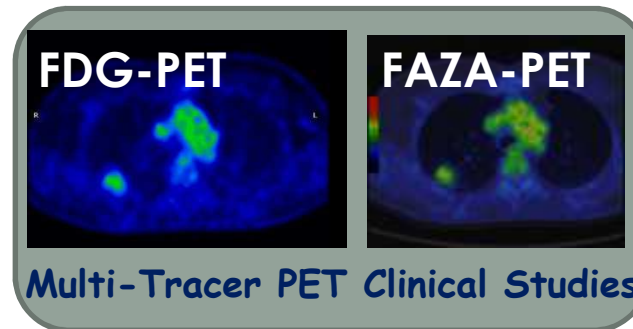 FDG-PET
FAZA-PET
R
L
Multi-Tracer PET Clinical Studies